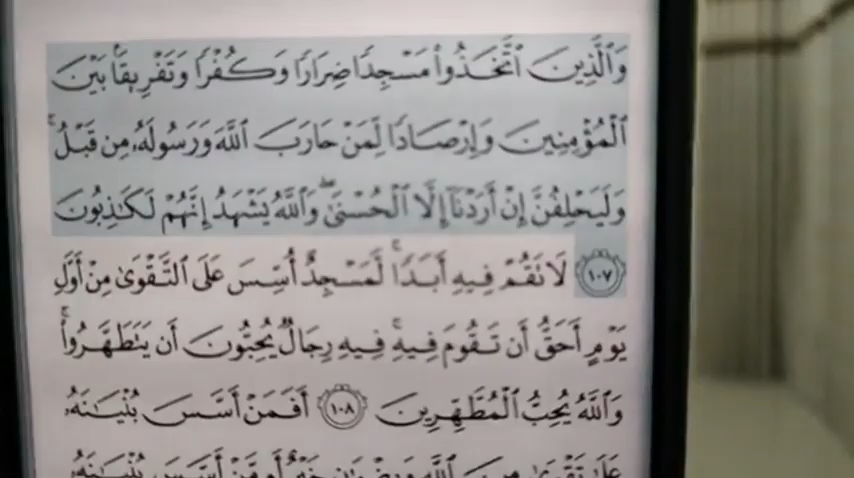 وَٱلَّذِينَ ٱتَّخَذُوا۟ مَسْجِدًا ضِرَارًا وَكُفْرًا وَتَفْرِيقًۢا بَيْنَ
ٱلْمُؤْمِنِينَ وَإِرْصَادًا لِّمَنْ حَارَبَ ٱللَّهَ وَرَسُولَهُۥ مِن قَبْلُ ۚ
وَلَيَحْلِفُنَّ إِنْ أَرَدْنَآ إِلَّا ٱلْحُسْنَىٰ ۖ وَٱللَّهُ يَشْهَدُ إِنَّهُمْ لَكَـٰذِبُونَ
١٠٧ لَا تَقُمْ فِيهِ أَبَدًا ۚ لَّمَسْجِدٌ أُسِّسَ عَلَى ٱلتَّقْوَىٰ مِنْ أَوَّلِ
يَوْمٍ أَحَقُّ أَن تَقُومَ فِيهِ ۚ فِيهِ رِجَالٌ يُحِبُّونَ أَن يَتَطَهَّرُوا۟ ۚ
وَٱللَّهُ يُحِبُّ ٱلْمُطَّهِّرِينَ ١٠٨ أَفَمَنْ أَسَّسَ بُنْيَـٰنَهُۥ
عَلَىٰ تَقْوَىٰ مِنَ ٱللَّهِ وَرِضْوَٰنٍ خَيْرٌ أَم مَّنْ أَسَّسَ بُنْيَـٰنَهُۥ